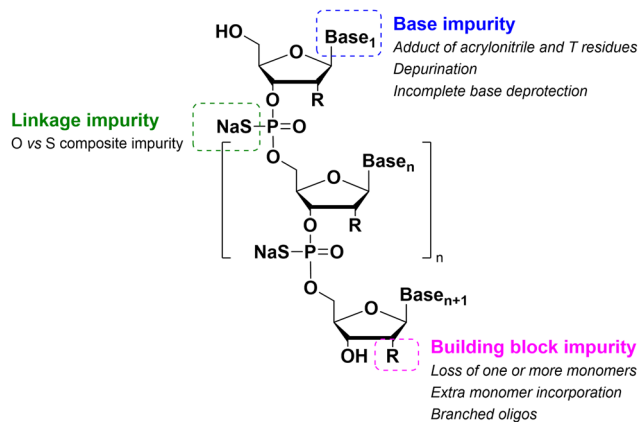 Base impurity
HO
O
Base1
Adduct of acrylonitrile and T residues
Depurination
Incomplete base deprotection
O
R
Linkage impurity
NaS-P=O
O vs S composite impurity
O
Basen
O
O
R
NaS-P=O
n
O
Basen+1
O
OH
R
Building block impurity
Loss of one or more monomers
Extra monomer incorporation
Branched oligos